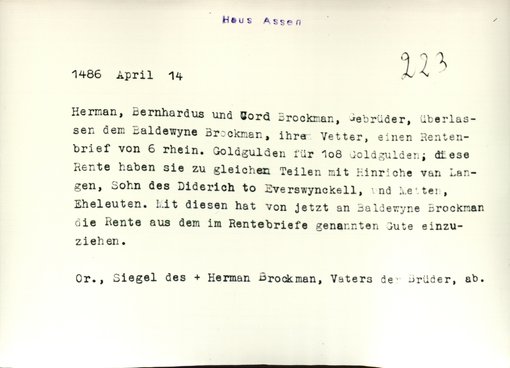 Haus Assen
223
1486 April 14
Herman, Bernhardus und Cord Brockman, Gebrüder, überlas-
sen dem Baldewyne Brockman, ihrem Vetter, einen Renten-
brief von 6 rhein. Goldgulden für 108 Goldgulden; diese
Rente haben sie zu gleichen Teilen mit Hinriche van Lan-
gen, Sohn des Diderich to Everswynckell, und Metten,
Eheleuten. Mit diesen hat von jetzt an Baldewyne Brockman
die Rente aus dem im Rentebriefe genannten Gute einzu-
ziehen.
Or., Siegel des + Herman Brockman, Vaters der Brüder, ab.